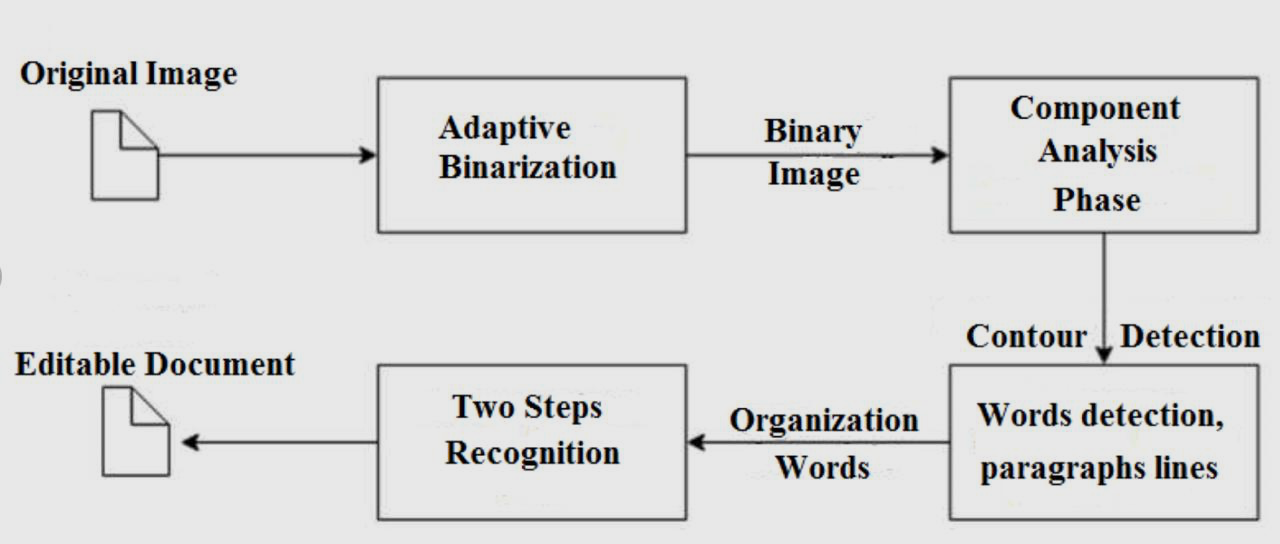 Original Image
Adaptive
Binarization
Binary
Image
Component
Analysis
Phase
Contour Detection
Words detection,
paragraphs lines
Organization
Words
Two Steps
Recognition
Editable Document